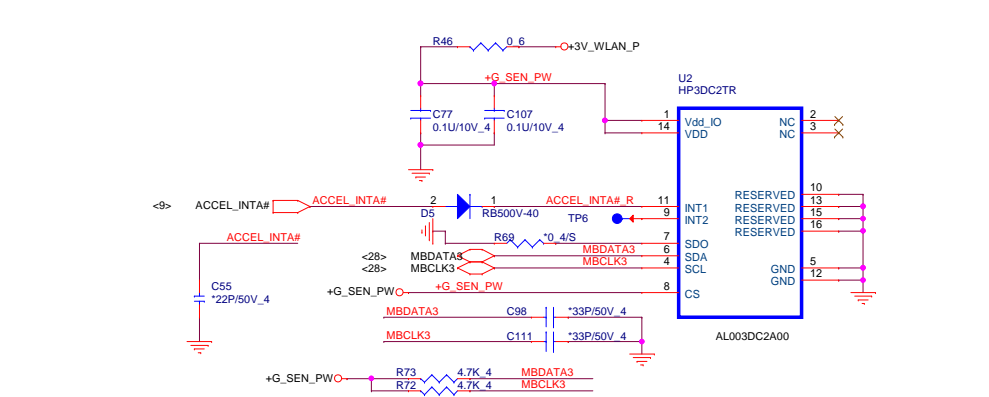 R46 0_6 +3V_WLAN_P
+G_SEN_PW
U2
HP3DC2TR
C77 C107
0.1U/10V_4 0.1U/10V_4
1 Vdd_IO NC 2
14 VDD NC 3
RESERVED 10
RESERVED 13
RESERVED 15
RESERVED 16
<9> ACCEL_INTA# ACCEL_INTA# 2 1 ACCEL_INTA#_R 11 INT1
D5 RB500V-40 TP6 9 INT2
ACCEL_INTA#
R69 *0_4/S 7 SDO
<28> MBDATA3 MBDATA3 6 SDA
<28> MBCLK3 MBCLK3 4 SCL
GND 5
GND 12
C55
*22P/50V_4
+G_SEN_PW +G_SEN_PW 8 CS
MBDATA3 C98 *33P/50V_4
MBCLK3 C111 *33P/50V_4
AL003DC2A00
+G_SEN_PW R73 4.7K_4 MBDATA3
R72 4.7K_4 MBCLK3